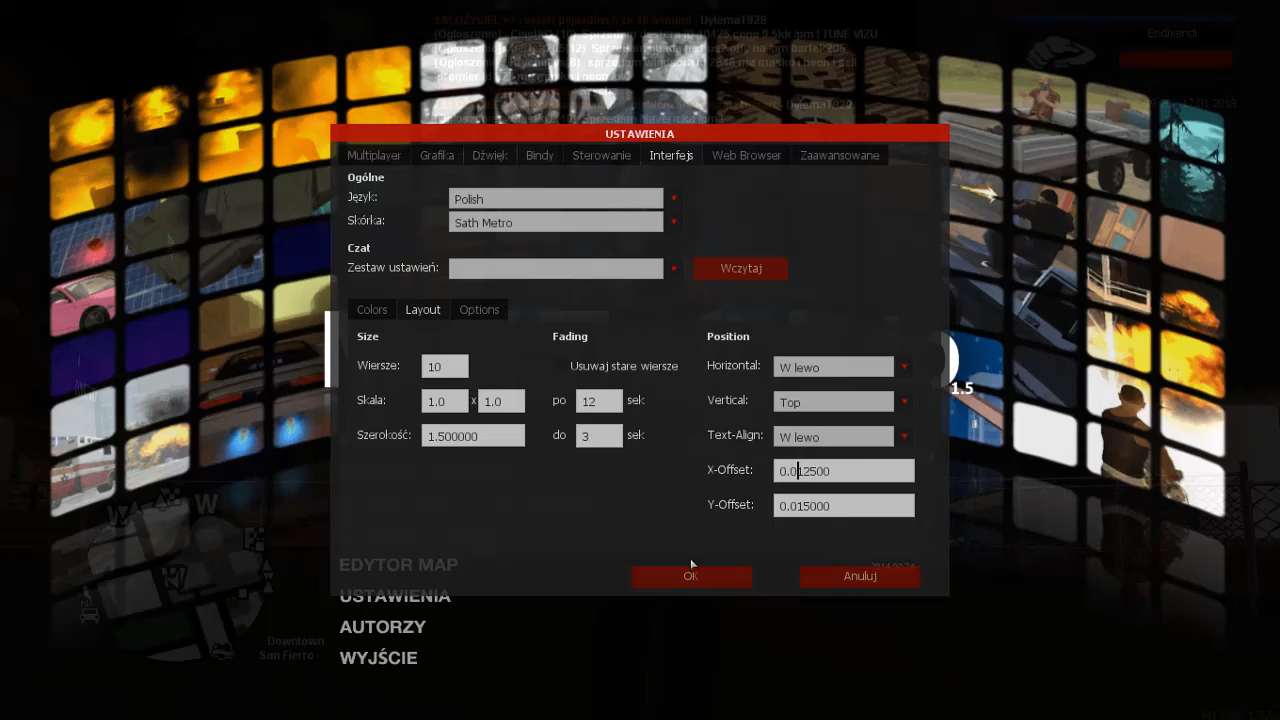 Endixendi
USTAWIENIA
Multiplayer Grafika Dźwięk Bindy Sterowanie Interfejs Web Browser Zaawansowane
Ogólne
Język: Polish
Skórka: Sath Metro
Czat
Zestaw ustawień: Wczytaj
Colors Layout Options
Size Fading Position
Wiersze: 10 Usuwaj stare wiersze Horizontal: W lewo
Skala: 1.0 x 1.0 po 12 sek Vertical: Top
1.5
Szerokość: 1.500000 do 3 sek Text-Align: W lewo
X-Offset: 0.012500
Y-Offset: 0.015000
OK Anuluj
EDYTOR MAP
USTAWIENIA
AUTORZY
WYJŚCIE
Downtown
San Fierro